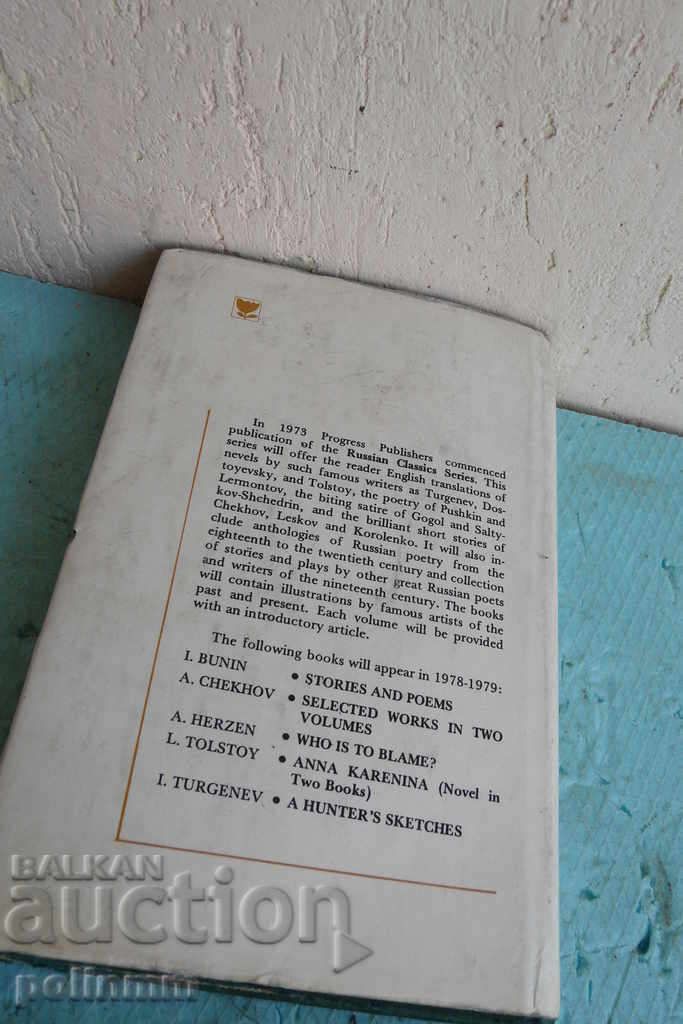 In 1973 Progress Publishers commenced
publication of the Russian Classics Series. This
series will offer the reader English translations of
nevels by such famous writers as Turgenev, Dos-
toyevsky, and Tolstoy, the poetry of Pushkin and
Lermontov, the biting satire of Gogol and Salty-
kov-Shchedrin, and the brilliant short stories of
Chekhov, Leskov and Korolenko. It will also in-
clude anthologies of Russian poetry from the
eighteenth to the twentieth century and collection
of stories and plays by other great Russian poets
and writers of the nineteenth century. The books
will contain illustrations by famous artists of the
past and present. Each volume will be provided
with an introductory article.
The following books will appear in 1978-1979:
I. BUNIN • STORIES AND POEMS
A. CHEKHOV • SELECTED WORKS IN TWO
VOLUMES
A. HERZEN • WHO IS TO BLAME?
L. TOLSTOY • ANNA KARENINA (Novel in
Two Books)
I. TURGENEV • A HUNTER'S SKETCHES
BALKAN
auction
polinmm